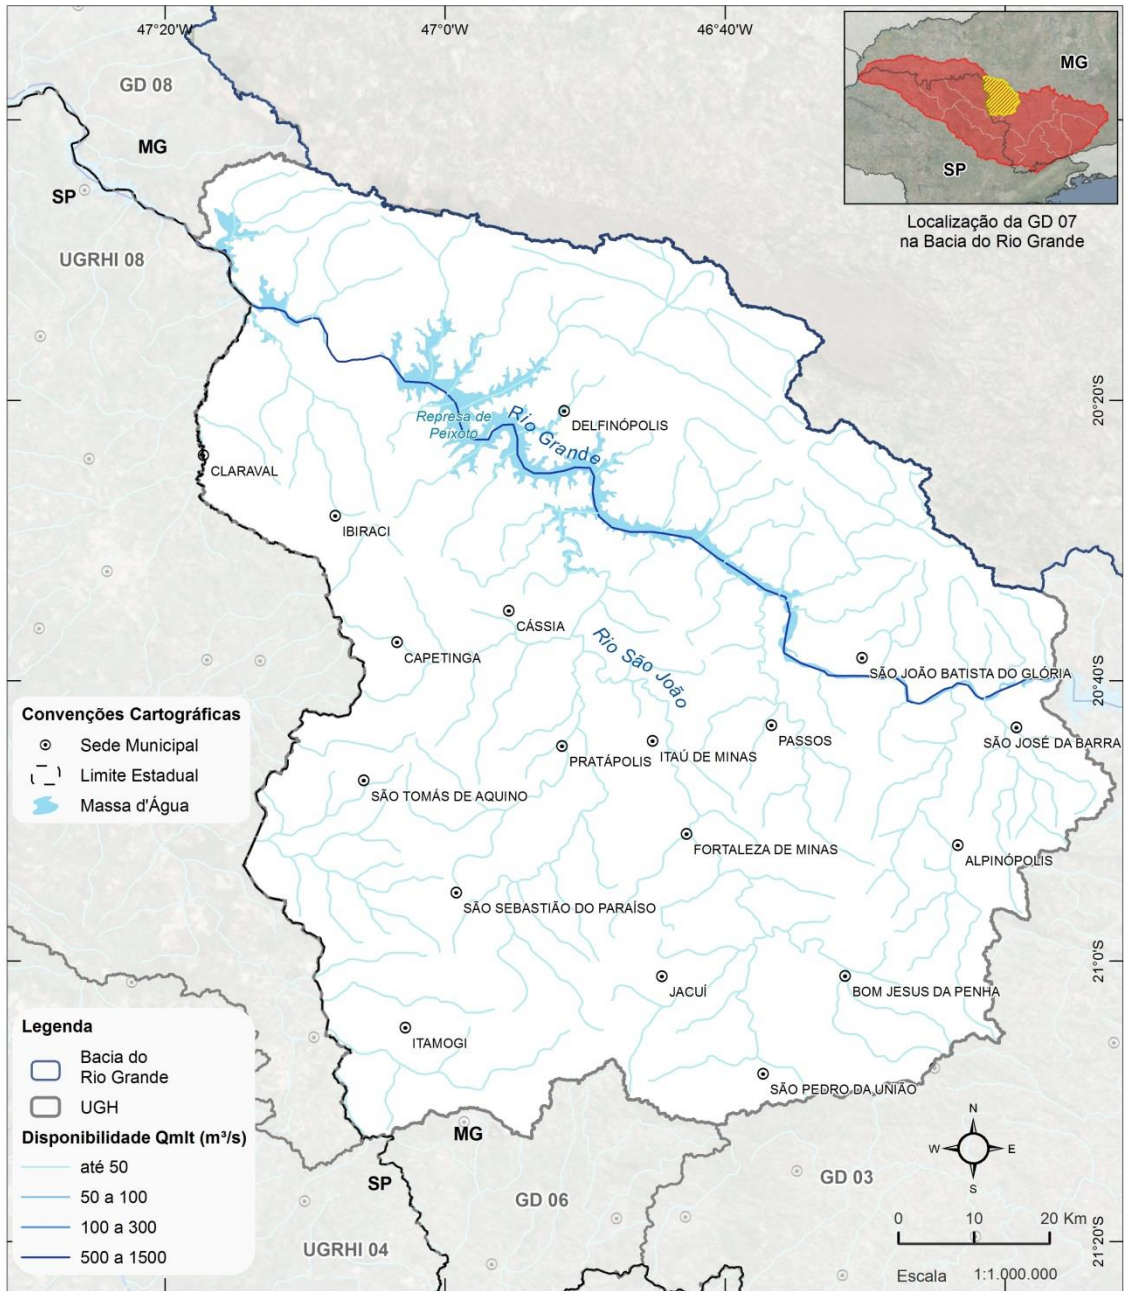 47°20'W
47°0'W
46°40'W
GD 08
MG
SP
UGRHI 08
MG
SP
Localização da GD 07
na Bacia do Rio Grande
20°20'S
20°40'S
21°0'S
21°20'S
Represa de
Peixoto
Rio Grande
DELFINÓPOLIS
CLARAVAL
IBIRACI
CÁSSIA
CAPETINGA
Rio São João
SÃO JOÃO BATISTA DO GLÓRIA
PASSOS
SÃO JOSÉ DA BARRA
PRATÁPOLIS
ITAÚ DE MINAS
SÃO TOMÁS DE AQUINO
FORTALEZA DE MINAS
ALPINÓPOLIS
SÃO SEBASTIÃO DO PARAÍSO
JACUÍ
BOM JESUS DA PENHA
ITAMOGI
SÃO PEDRO DA UNIÃO
Convenções Cartográficas
Sede Municipal
Limite Estadual
Massa d'Água
Legenda
Bacia do
Rio Grande
UGH
Disponibilidade Qmlt (m³/s)
até 50
50 a 100
100 a 300
500 a 1500
MG
SP
GD 06
GD 03
UGRHI 04
N
W
E
S
0 10 20 Km
Escala 1:1.000.000